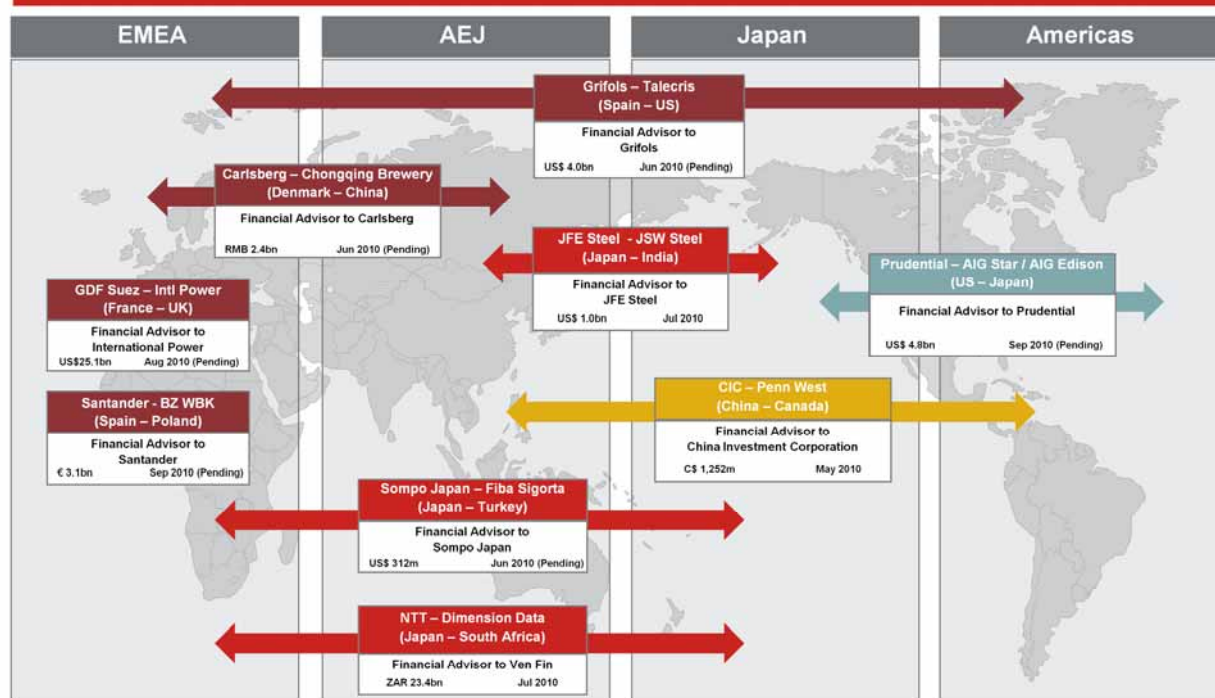 EMEA
AEJ
Japan
Americas
Grifols – Talecris
(Spain – US)
Financial Advisor to
Grifols
US$ 4.0bn Jun 2010 (Pending)
Carlsberg – Chongqing Brewery
(Denmark – China)
Financial Advisor to Carlsberg
RMB 2.4bn Jun 2010 (Pending)
JFE Steel - JSW Steel
(Japan – India)
Financial Advisor to
JFE Steel
US$ 1.0bn Jul 2010
Prudential – AIG Star / AIG Edison
(US – Japan)
Financial Advisor to Prudential
US$ 4.8bn Sep 2010 (Pending)
GDF Suez – Intl Power
(France – UK)
Financial Advisor to
International Power
US$25.1bn Aug 2010 (Pending)
Santander - BZ WBK
(Spain – Poland)
Financial Advisor to
Santander
€ 3.1bn Sep 2010 (Pending)
CIC – Penn West
(China – Canada)
Financial Advisor to
China Investment Corporation
C$ 1,252m May 2010
Sompo Japan – Fiba Sigorta
(Japan – Turkey)
Financial Advisor to
Sompo Japan
US$ 312m Jun 2010 (Pending)
NTT – Dimension Data
(Japan – South Africa)
Financial Advisor to Ven Fin
ZAR 23.4bn Jul 2010